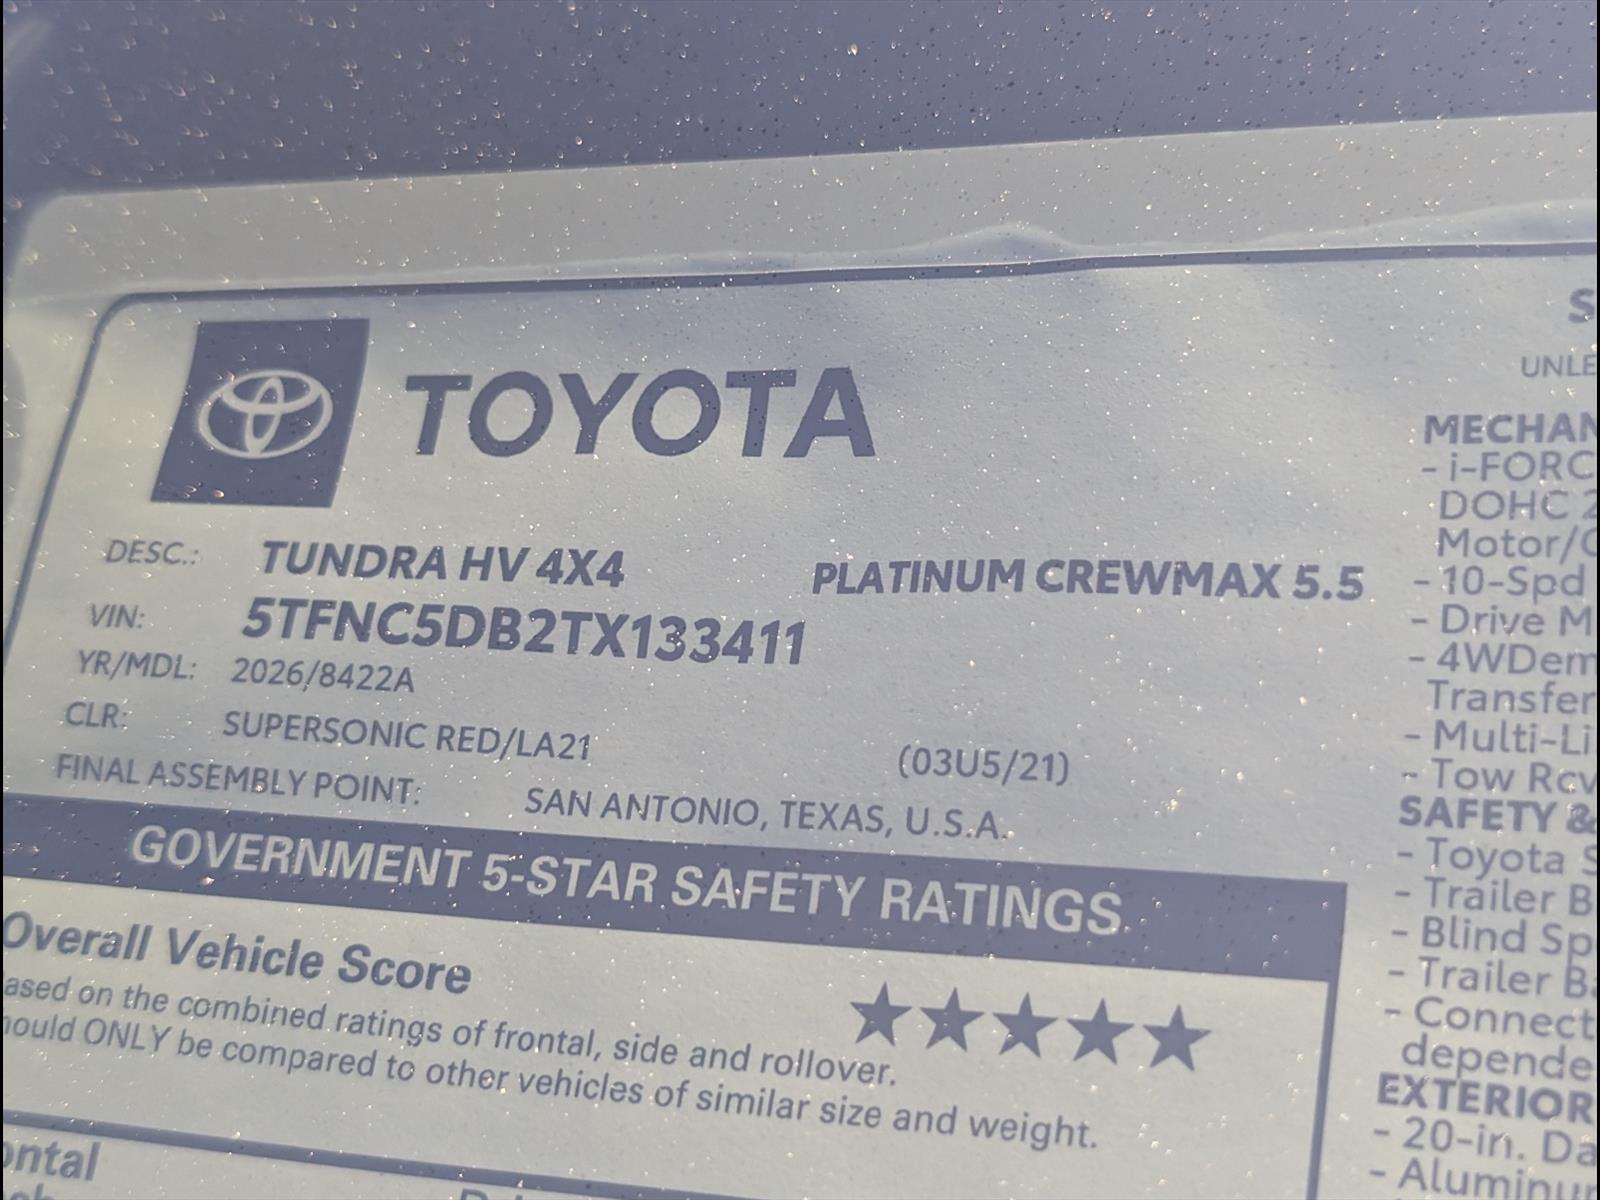 TOYOTA
DESC.: TUNDRA HV 4X4 PLATINUM CREWMAX 5.5
VIN: 5TFNC5DB2TX133411
YR/MDL: 2026/8422A
CLR: SUPERSONIC RED/LA21 (03U5/21)
FINAL ASSEMBLY POINT: SAN ANTONIO, TEXAS, U.S.A.
GOVERNMENT 5-STAR SAFETY RATINGS
Overall Vehicle Score ★★★★★
ased on the combined ratings of frontal, side and rollover.
hould ONLY be compared to other vehicles of similar size and weight.
ontal
S
UNLE
MECHAN
- i-FORC
DOHC 2
Motor/G
- 10-Spd
- Drive M
- 4WDem
Transfer
- Multi-Li
- Tow Rcv
SAFETY &
- Toyota S
- Trailer B
- Blind Sp
- Trailer Ba
- Connect
depende
EXTERIOR
- 20-in. Da
- Aluminu